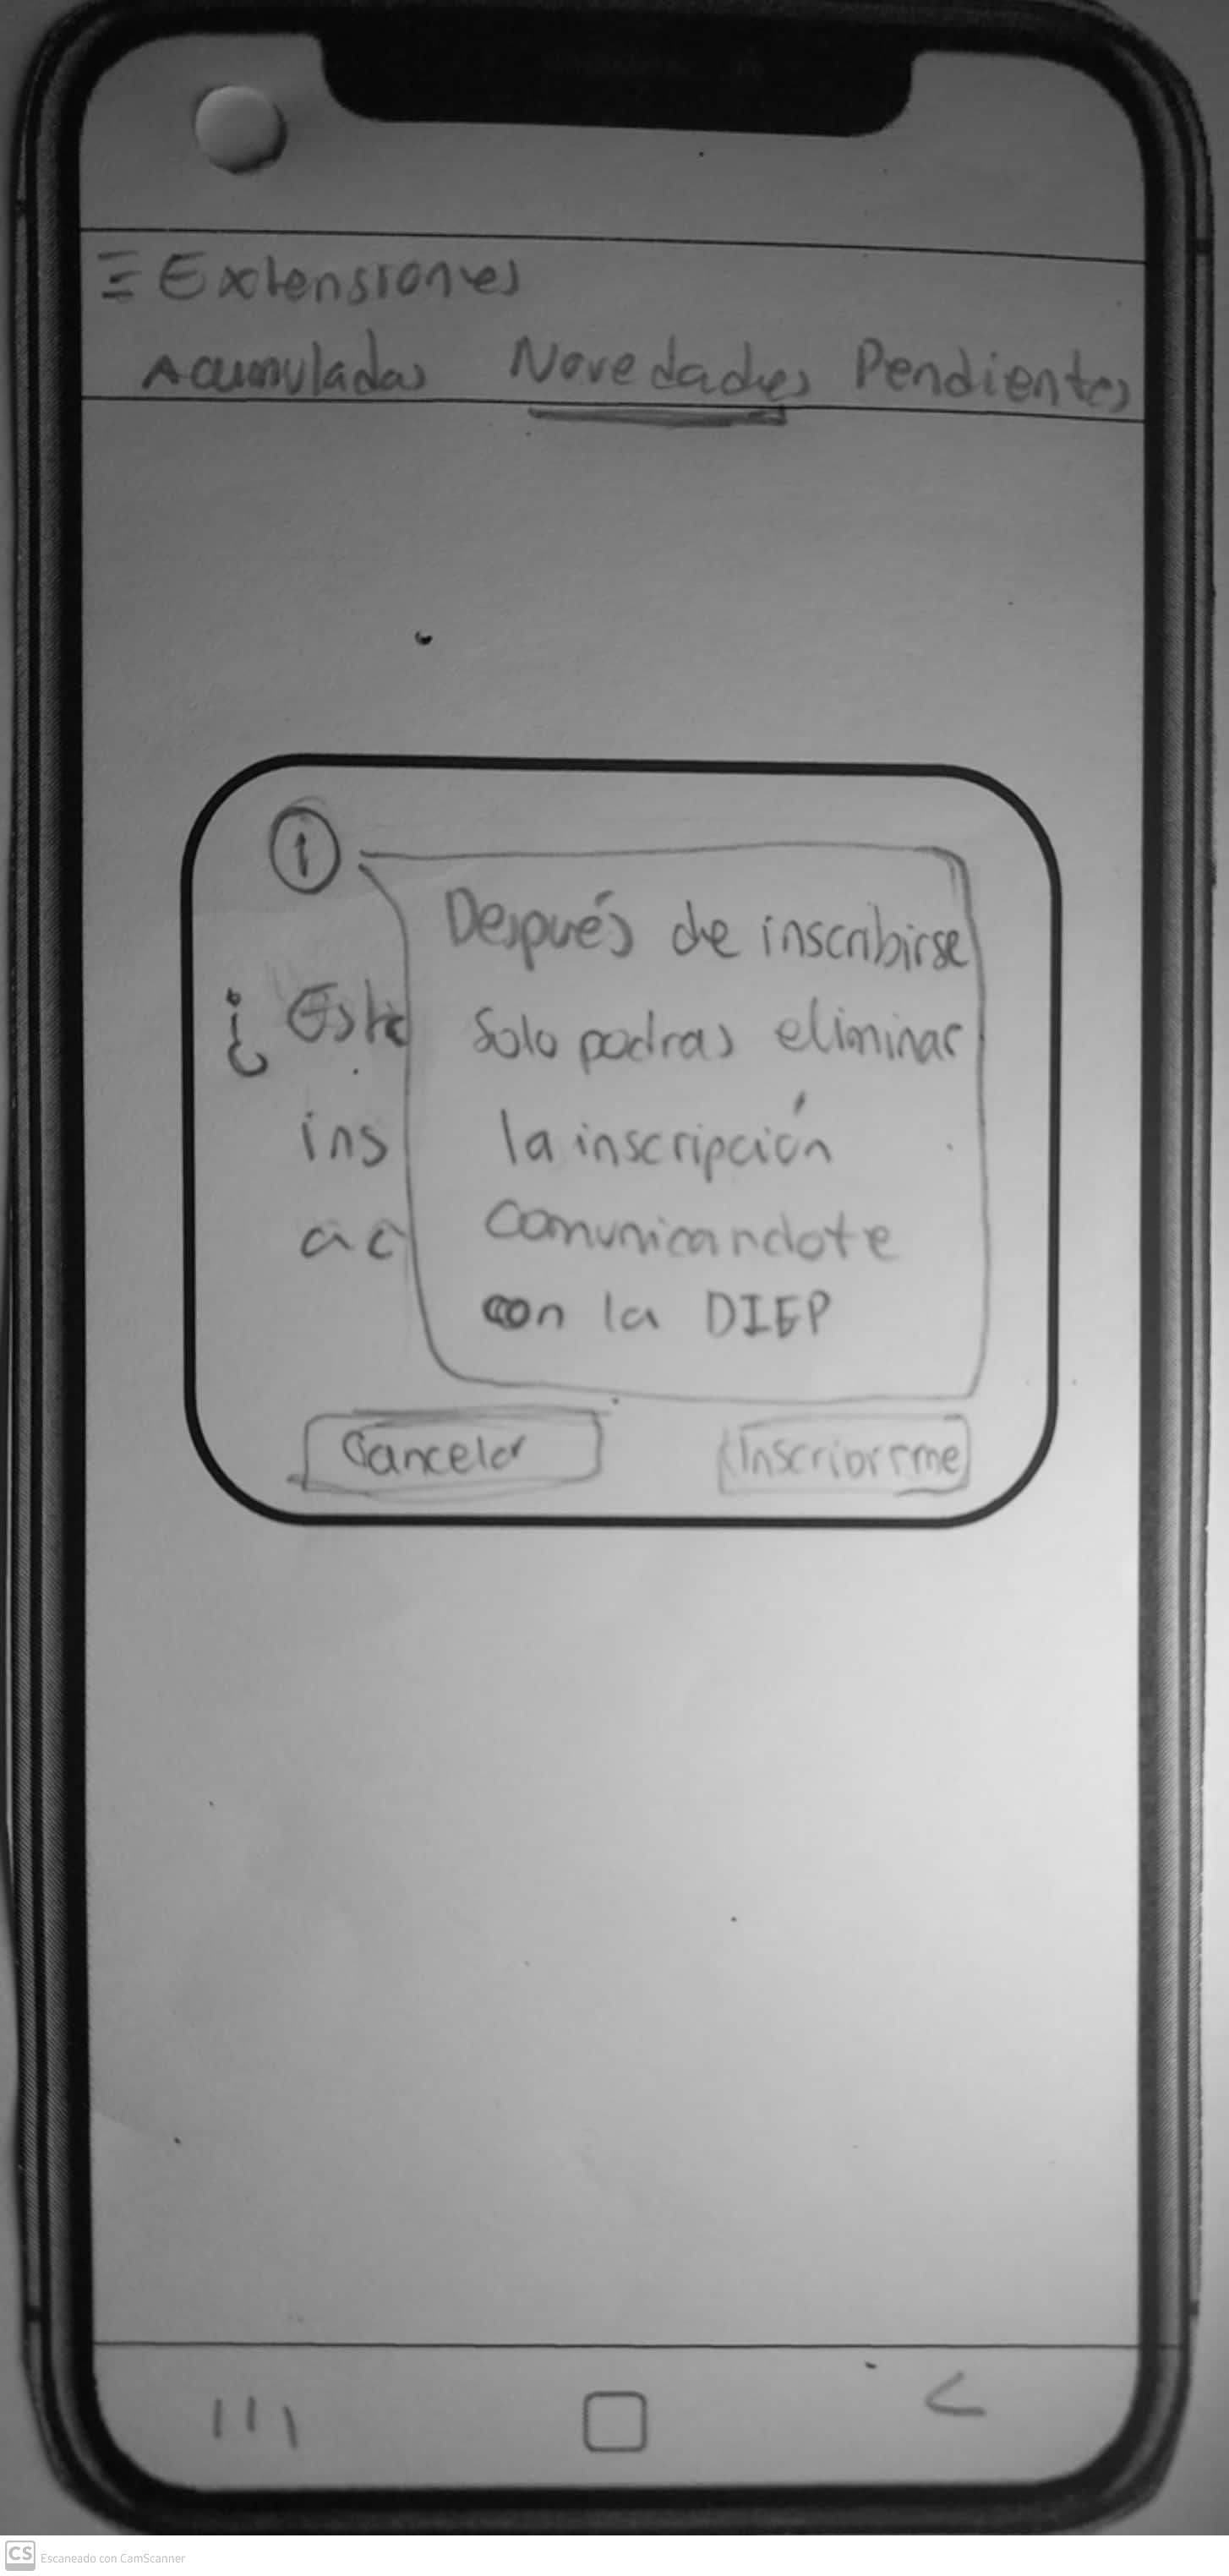 Extensiones
Acumuladas Novedades Pendientes
Después de inscribirse
¿ Est
Solo podras eliminar
ins
la inscripción
ac
comunicandote
con la DIEP
Cancelar Inscribirme
CS Escaneado con CamScanner